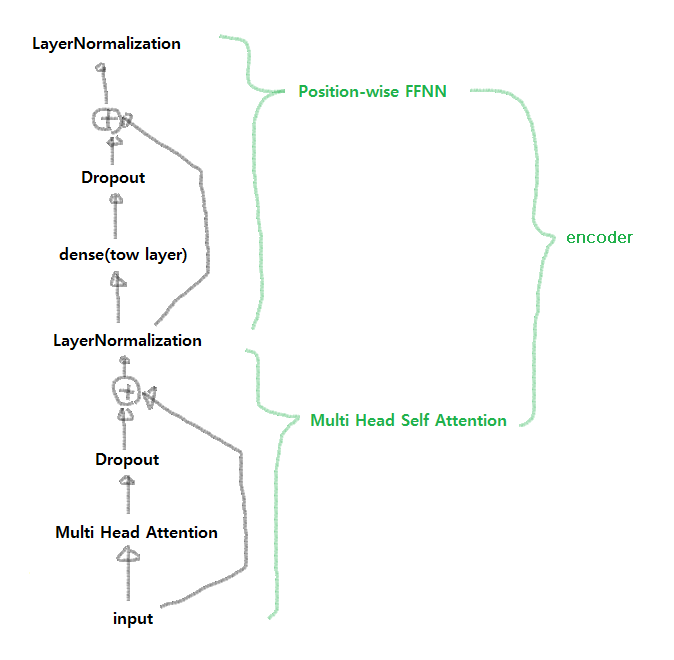 LayerNormalization
Position-wise FFNN
Dropout
encoder
dense(tow layer)
LayerNormalization
Multi Head Self Attention
Dropout
Multi Head Attention
input